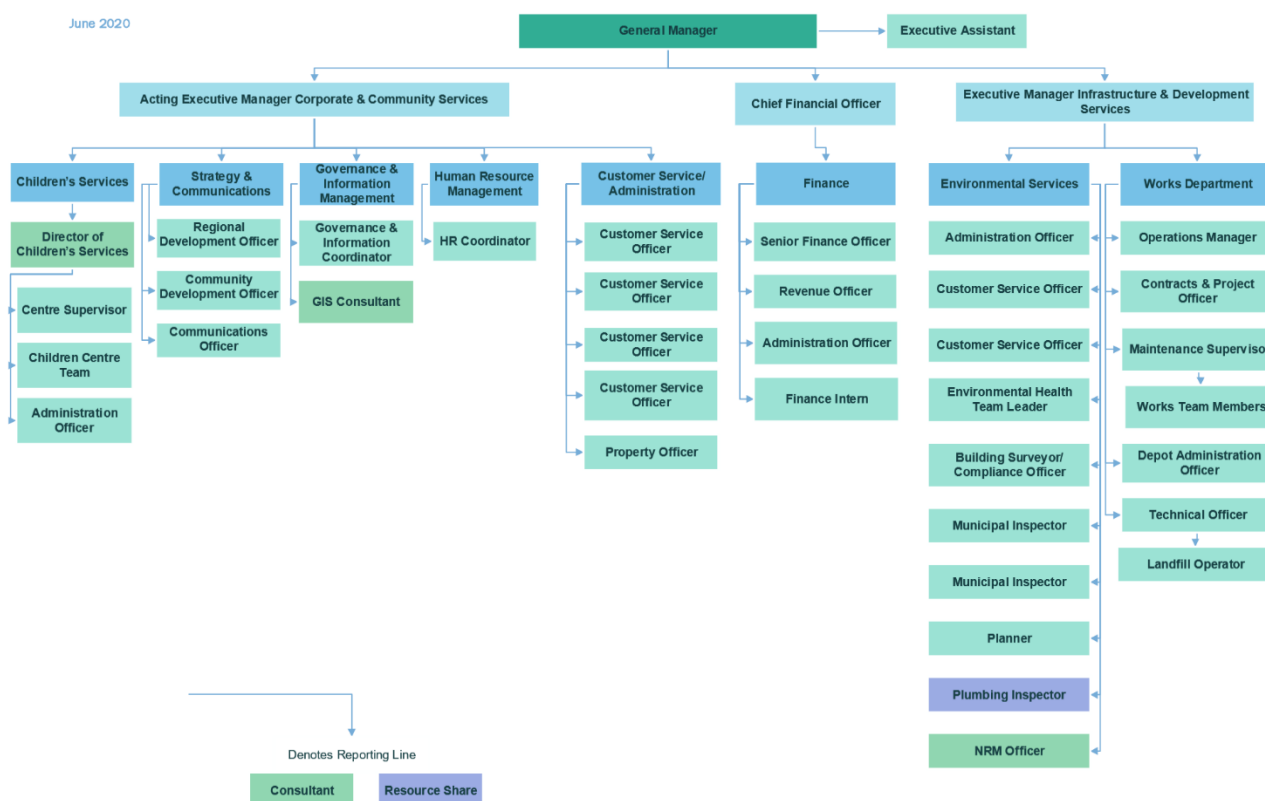 June 2020
General Manager
Executive Assistant
Acting Executive Manager Corporate & Community Services
Chief Financial Officer
Executive Manager Infrastructure & Development
Services
Children's Services
Strategy &
Communications
Governance &
Information
Management
Human Resource
Management
Customer Service/
Administration
Finance
Environmental Services
Works Department
Director of
Children's Services
Centre Supervisor
Children Centre
Team
Administration
Officer
Regional
Development Officer
Community
Development Officer
Communications
Officer
Governance &
Information
Coordinator
GIS Consultant
HR Coordinator
Customer Service
Officer
Customer Service
Officer
Customer Service
Officer
Customer Service
Officer
Property Officer
Senior Finance Officer
Revenue Officer
Administration Officer
Finance Intern
Administration Officer
Customer Service Officer
Customer Service Officer
Environmental Health
Team Leader
Building Surveyor/
Compliance Officer
Municipal Inspector
Municipal Inspector
Planner
Plumbing Inspector
NRM Officer
Operations Manager
Contracts & Project
Officer
Maintenance Superviso
Works Team Members
Depot Administration
Officer
Technical Officer
Landfill Operator
Denotes Reporting Line
Consultant
Resource Share